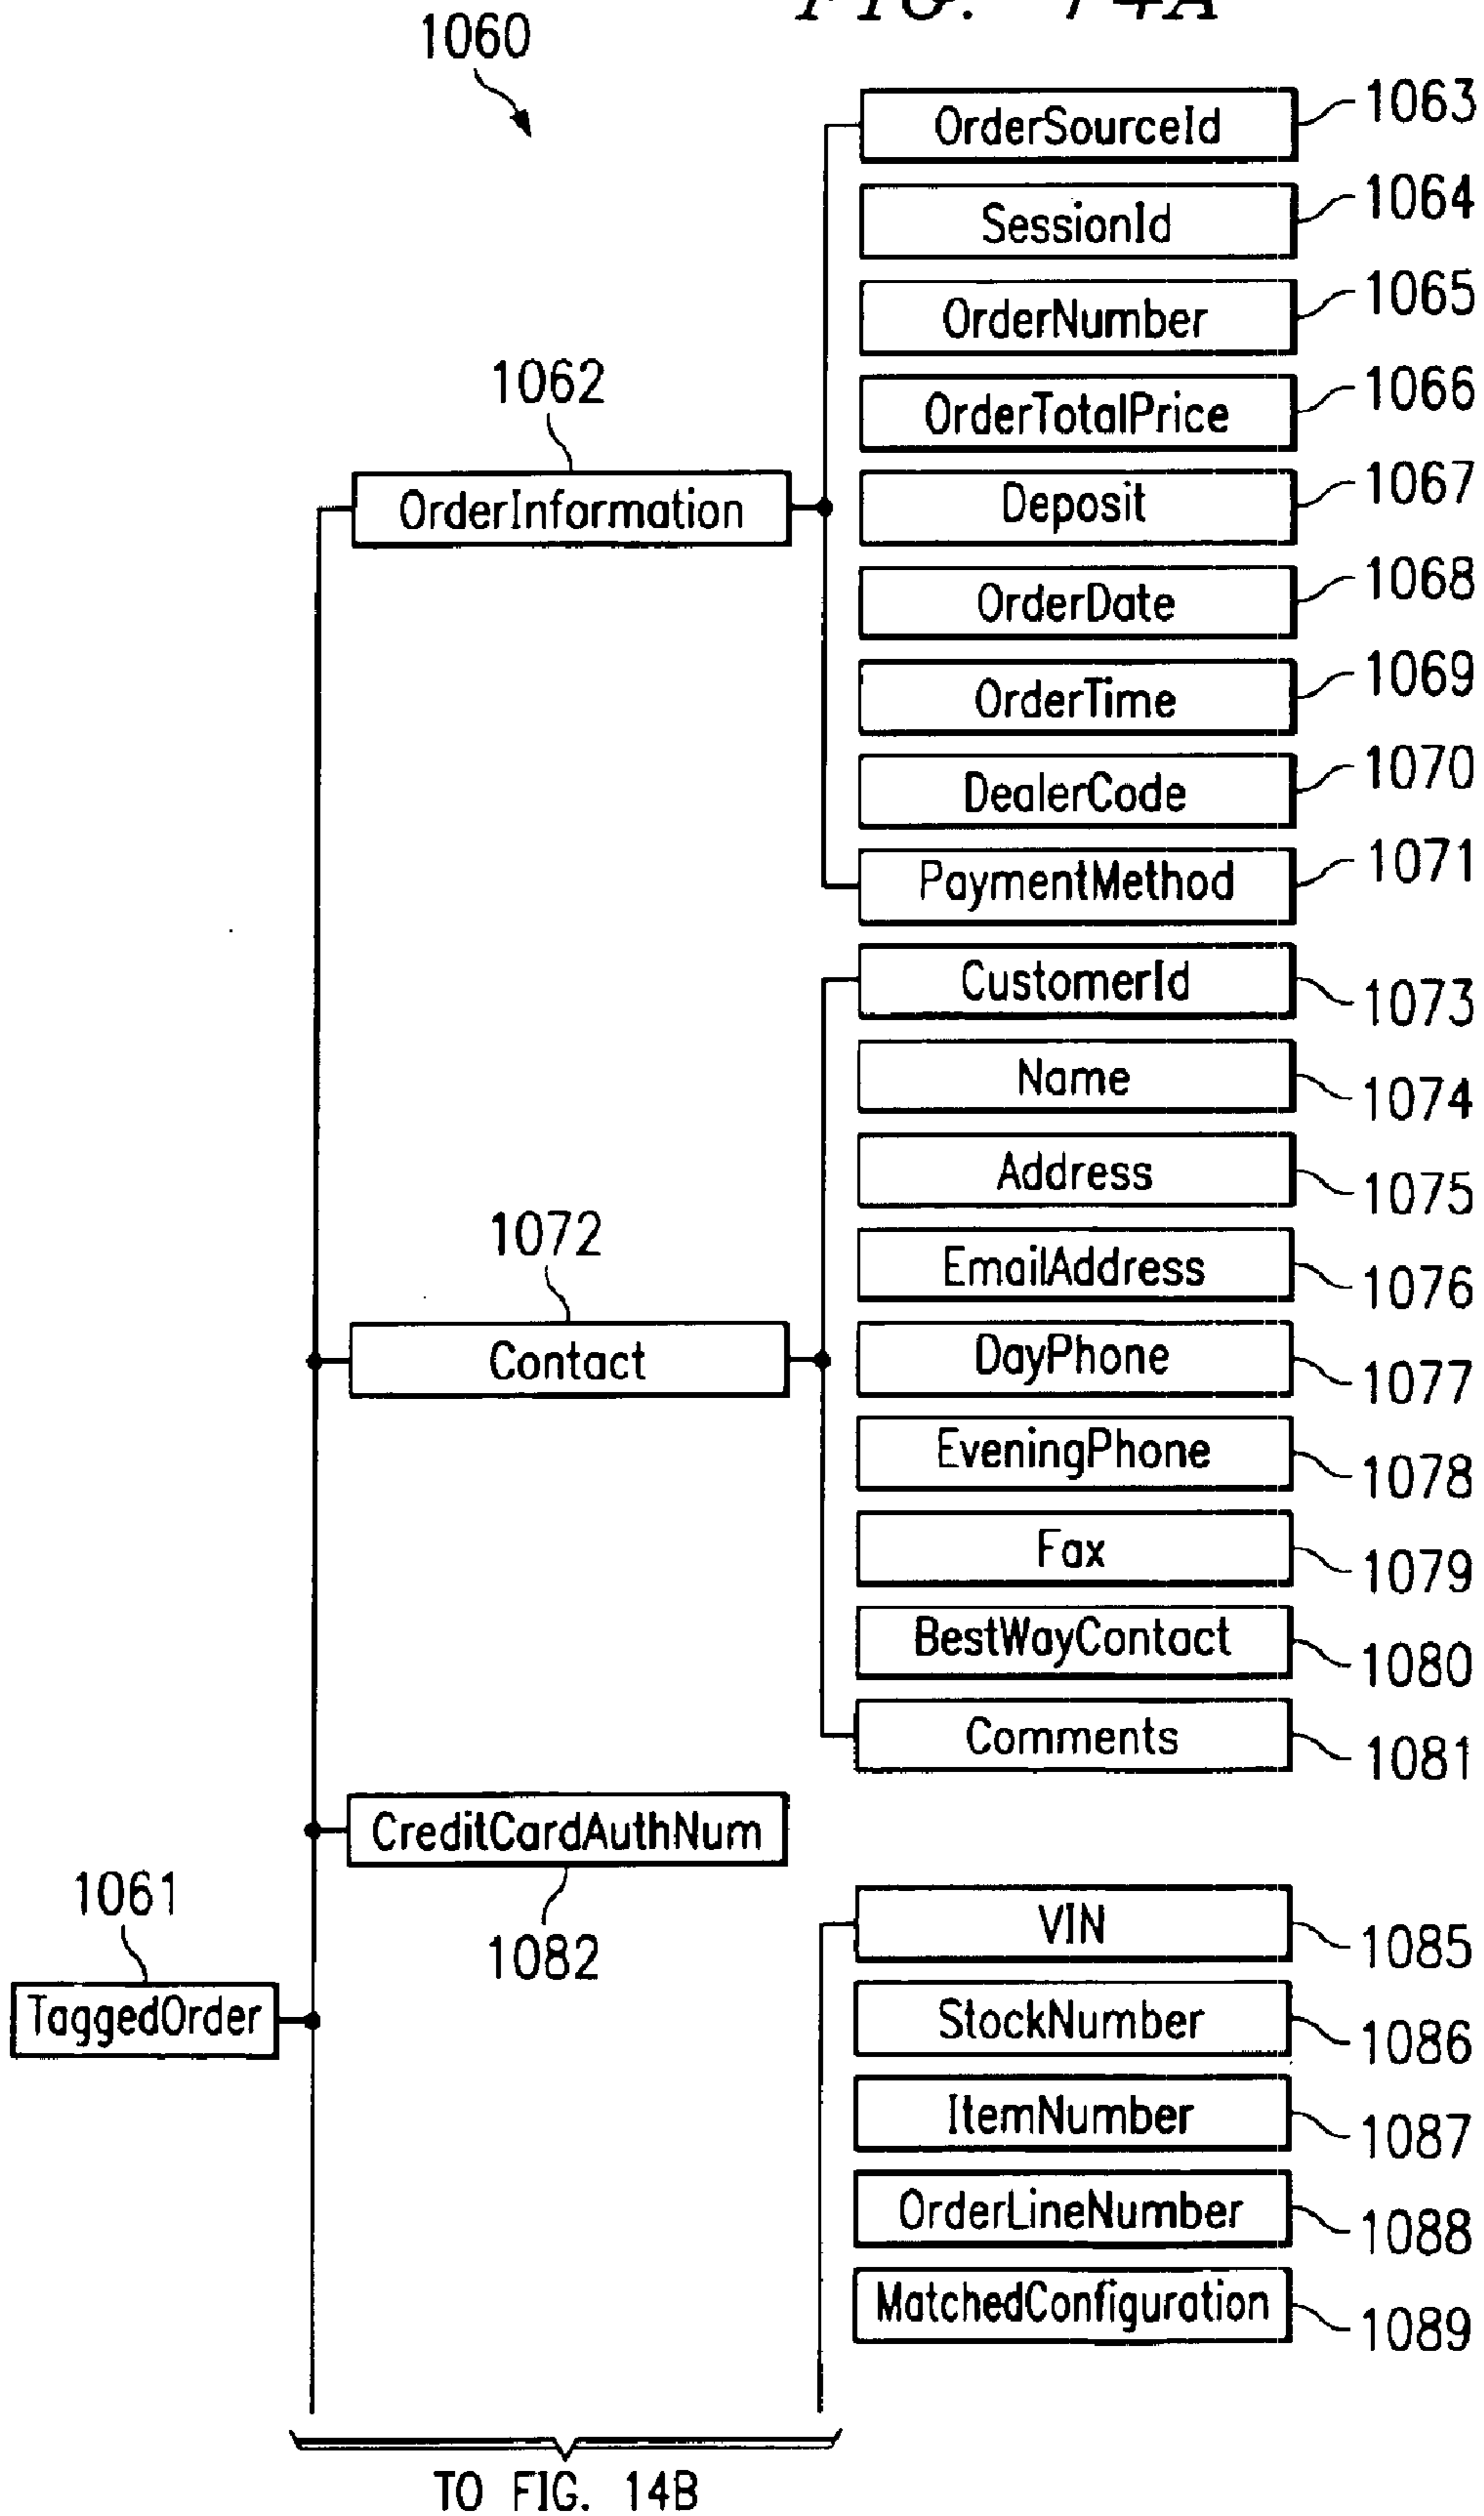 FIG. 14A
1060
OrderSourceId
1063
SessionId
1064
OrderNumber
1065
OrderTotalPrice
1066
1062
OrderInformation
Deposit
1067
OrderDate
1068
OrderTime
1069
DealerCode
1070
PaymentMethod
1071
CustomerId
1073
Name
1074
Address
1075
1072
Contact
EmailAddress
1076
DayPhone
1077
EveningPhone
1078
Fax
1079
BestWayContact
1080
Comments
1081
CreditCardAuthNum
1082
1061
TaggedOrder
VIN
1085
StockNumber
1086
ItemNumber
1087
OrderLineNumber
1088
MatchedConfiguration
1089
TO FIG. 14B